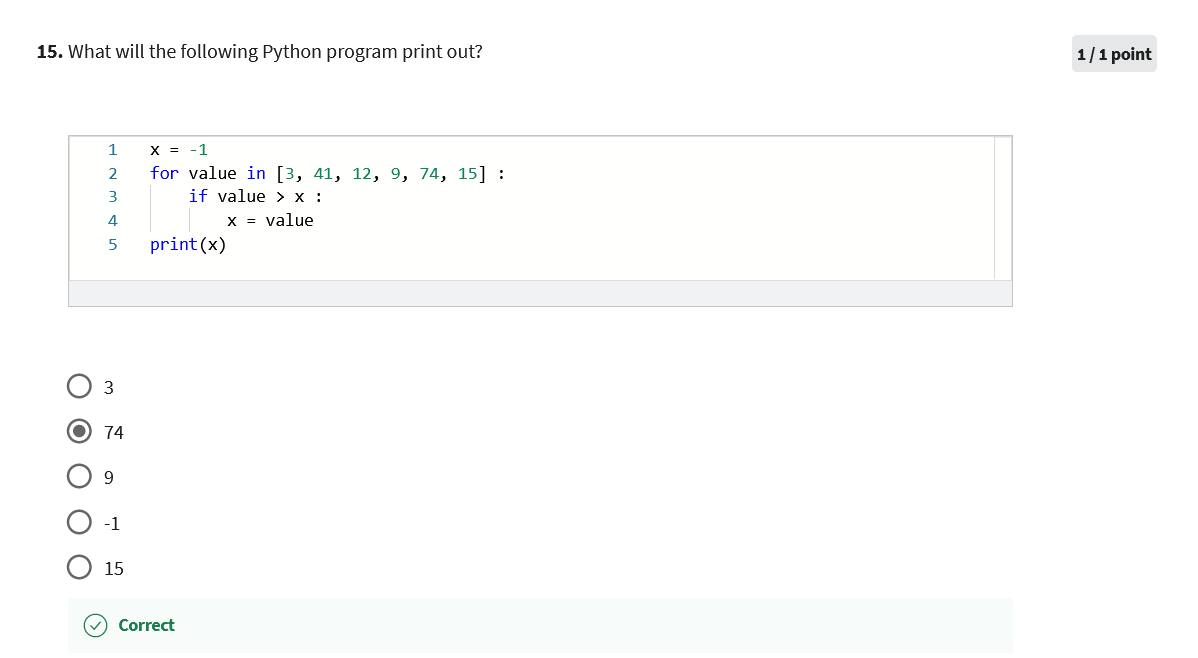 15. What will the following Python program print out?
1 / 1 point
1 x = -1
2 for value in [3, 41, 12, 9, 74, 15] :
3     if value > x :
4         x = value
5 print(x)
3
74
9
-1
15
Correct